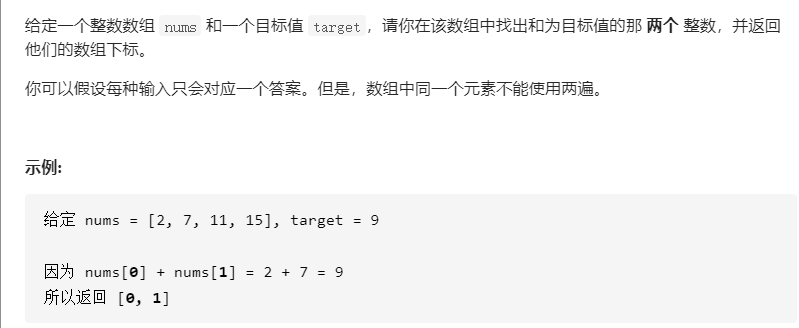 给定一个整数数组 nums 和一个目标值 target，请你在该数组中找出和为目标值的那 两个 整数，并返回
他们的数组下标。
你可以假设每种输入只会对应一个答案。但是，数组中同一个元素不能使用两遍。
示例:
给定 nums = [2, 7, 11, 15], target = 9
因为 nums[0] + nums[1] = 2 + 7 = 9
所以返回 [0, 1]